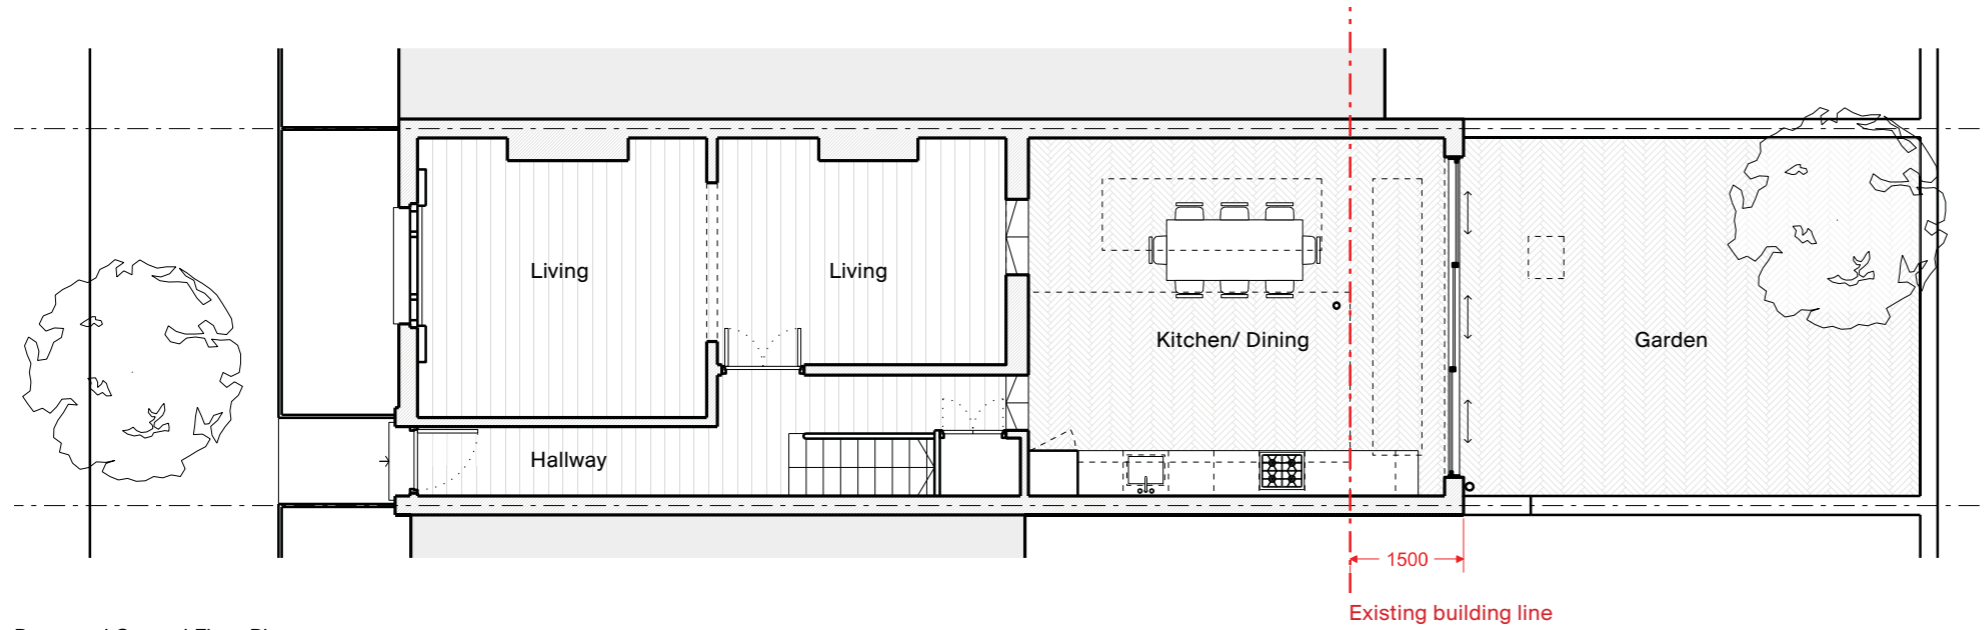 Living
Living
Kitchen/ Dining
Garden
Hallway
1500
Existing building line